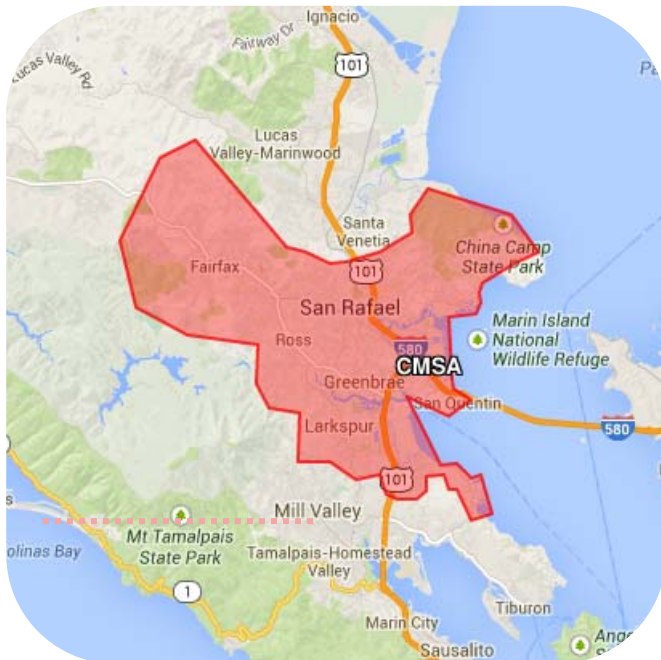 Ignacio
Fairway Dr
101
Lucas Valley Rd
Lucas
Valley-Marinwood
Santa
Venetia
China Camp
State Park
101
Fairfax
San Rafael
Marin Island
National
Wildlife Refuge
Ross
580
CMSA
Greenbrae
San Quentin
Larkspur
580
101
Mill Valley
Mt Tamalpais
State Park
olinas Bay
Tamalpais-Homestead
Valley
1
Tiburon
Marin City
Sausalito